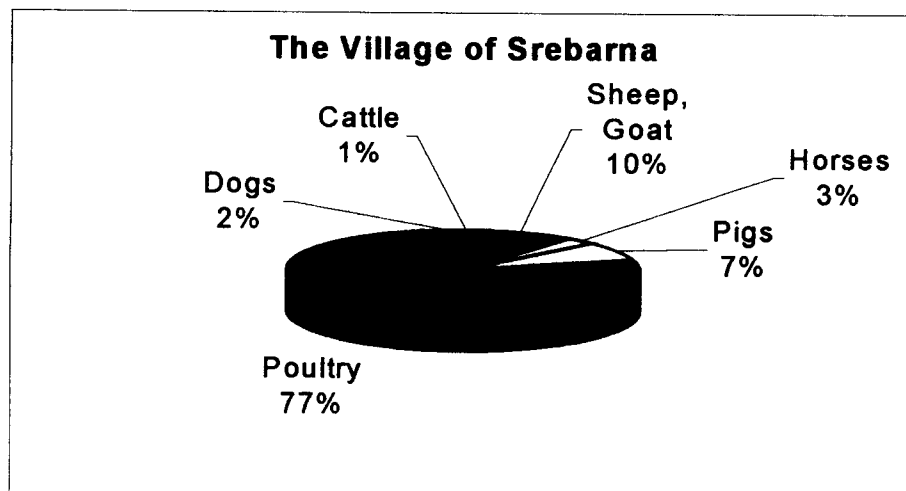 The Village of Srebarna
Sheep,
Goat
10%
Cattle
1%
Horses
3%
Dogs
2%
Pigs
7%
Poultry
77%